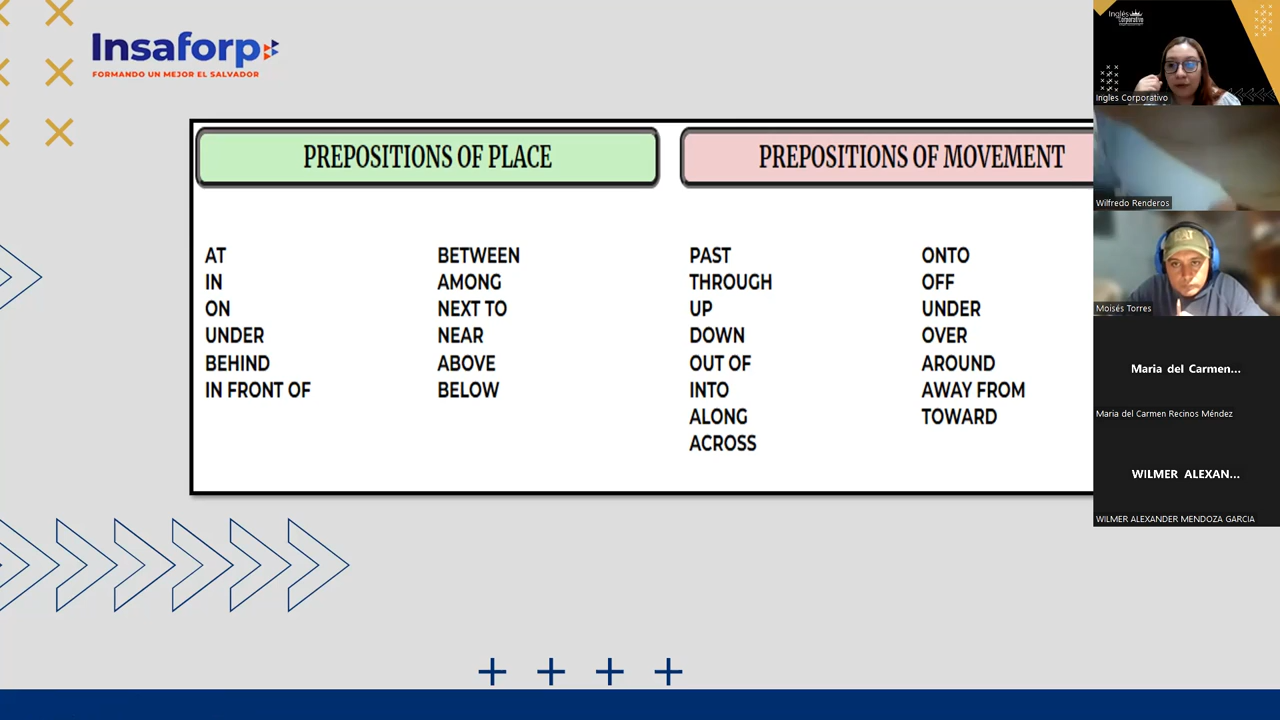 Insaforp
FORMANDO UN MEJOR EL SALVADOR
PREPOSITIONS OF PLACE
AT
IN
ON
UNDER
BEHIND
IN FRONT OF
BETWEEN
AMONG
NEXT TO
NEAR
ABOVE
BELOW
PREPOSITIONS OF MOVEMENT
PAST
THROUGH
UP
DOWN
OUT OF
INTO
ALONG
ACROSS
ONTO
OFF
UNDER
OVER
AROUND
AWAY FROM
TOWARD
Inglés
Corporativo
Ingles Corporativo
Wilfredo Renderos
Moisés Torres
Maria del Carmen...
Maria del Carmen Recinos Méndez
WILMER ALEXAN...
WILMER ALEXANDER MENDOZA GARCIA